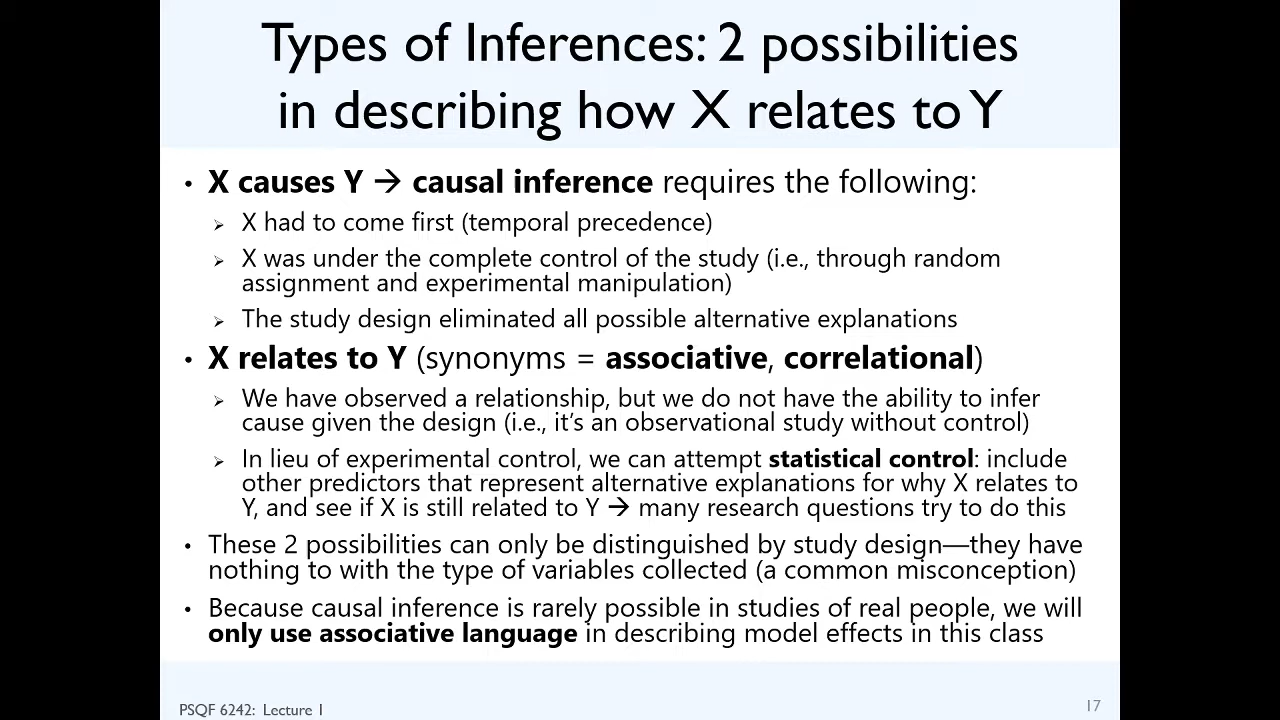 Types of Inferences: 2 possibilities
in describing how X relates to Y
• X causes Y → causal inference requires the following:
➢ X had to come first (temporal precedence)
➢ X was under the complete control of the study (i.e., through random
assignment and experimental manipulation)
➢ The study design eliminated all possible alternative explanations
• X relates to Y (synonyms = associative, correlational)
➢ We have observed a relationship, but we do not have the ability to infer
cause given the design (i.e., it's an observational study without control)
➢ In lieu of experimental control, we can attempt statistical control: include
other predictors that represent alternative explanations for why X relates to
Y, and see if X is still related to Y → many research questions try to do this
• These 2 possibilities can only be distinguished by study design—they have
nothing to with the type of variables collected (a common misconception)
• Because causal inference is rarely possible in studies of real people, we will
only use associative language in describing model effects in this class
PSQF 6242: Lecture 1
17